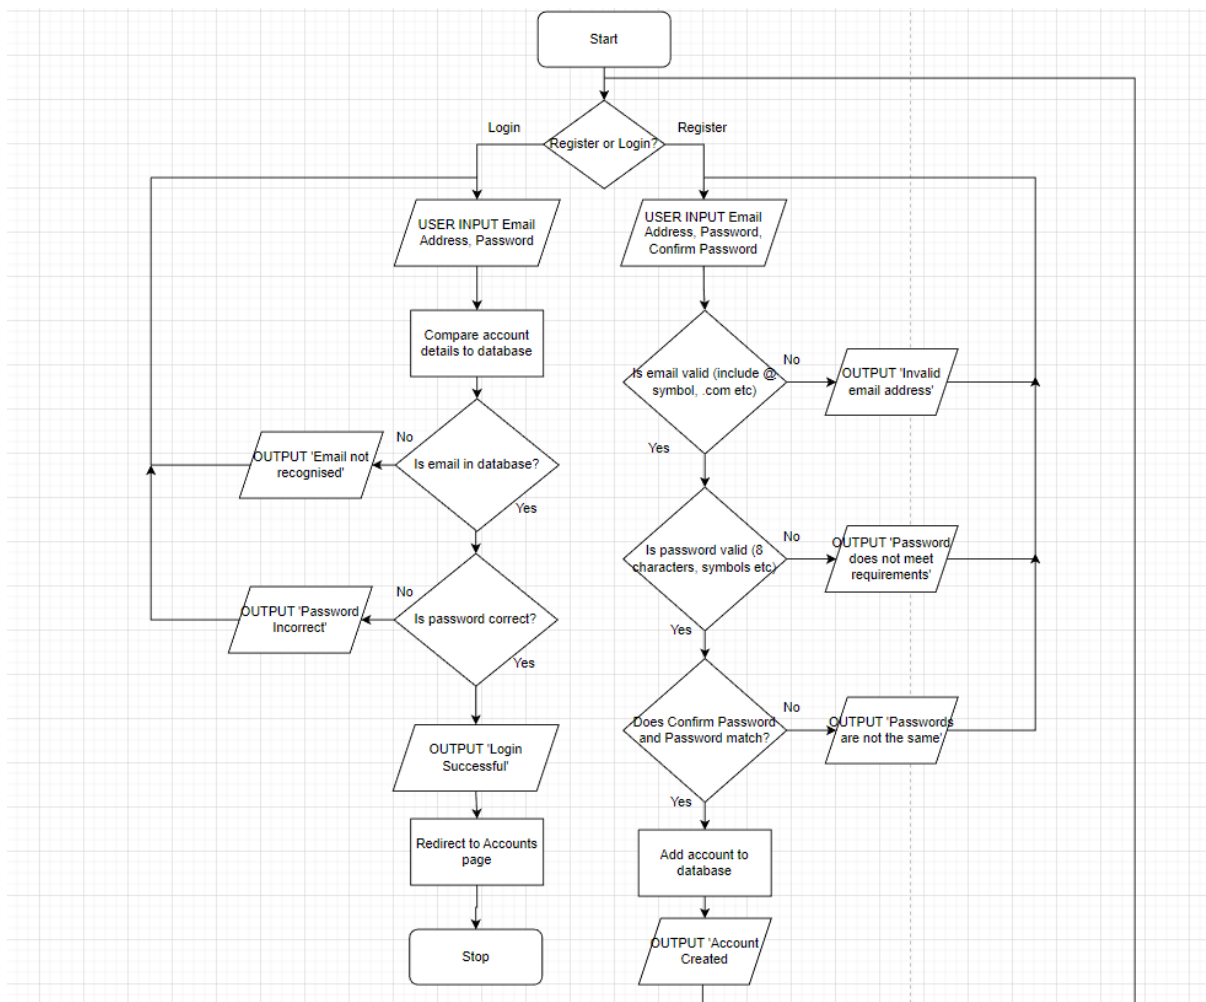 Start
Login
Register
Register or Login?
USER INPUT Email
Address, Password
USER INPUT Email
Address, Password,
Confirm Password
Compare account
details to database
Is email valid (include @
symbol, .com etc)
No
OUTPUT 'Invalid
email address'
Yes
No
Is email in database?
OUTPUT 'Email not
recognised'
Yes
Is password valid (8
characters, symbols etc)
No
OUTPUT 'Password
does not meet
requirements'
Yes
No
Is password correct?
OUTPUT 'Password
Incorrect'
Yes
Does Confirm Password
and Password match?
No
OUTPUT 'Passwords
are not the same'
Yes
OUTPUT 'Login
Successful'
Redirect to Accounts
page
Add account to
database
Stop
OUTPUT 'Account
Created